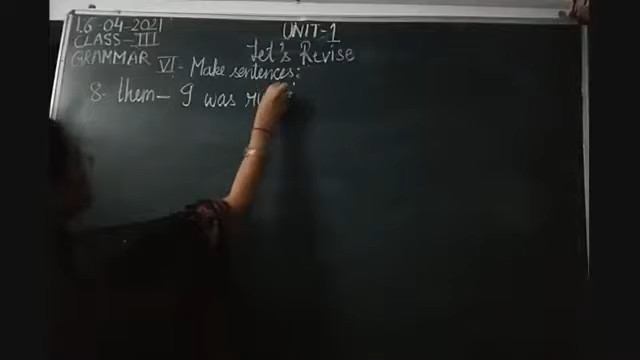 16-04-2021
UNIT-1
CLASS-III
Let's Revise
GRAMMAR VI- Make sentences:
8- them- I was